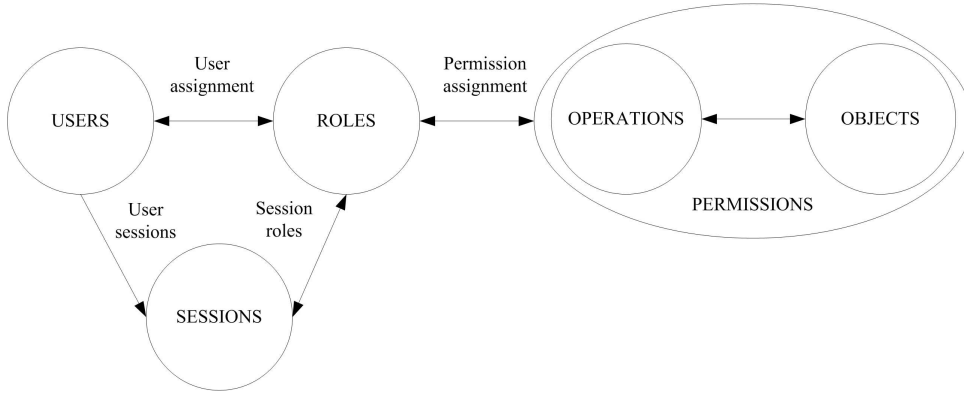 User
assignment
Permission
assignment
USERS
ROLES
OPERATIONS
OBJECTS
PERMISSIONS
User
sessions
Session
roles
SESSIONS